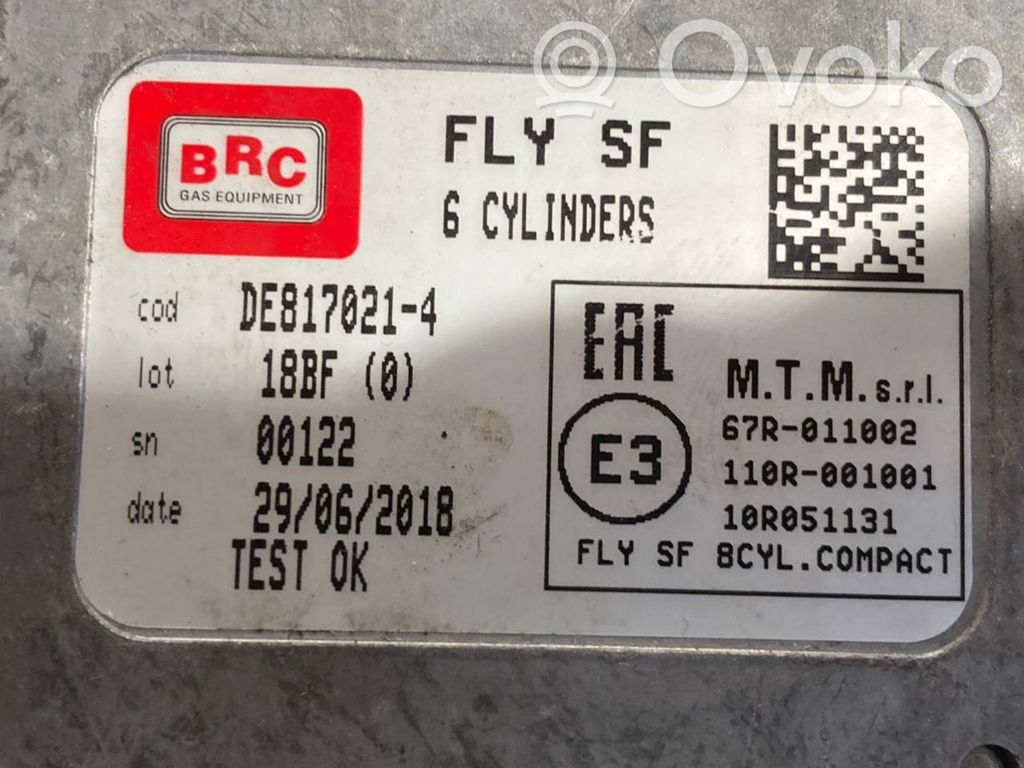 Ovoko
BRC
GAS EQUIPMENT
FLY SF
6 CYLINDERS
cod DE817021-4
lot 18BF (0)
sn 00122
date 29/06/2018
TEST OK
EAC
E3
M.T.M. s.r.l.
67R-011002
110R-001001
10R051131
FLY SF 8CYL.COMPACT